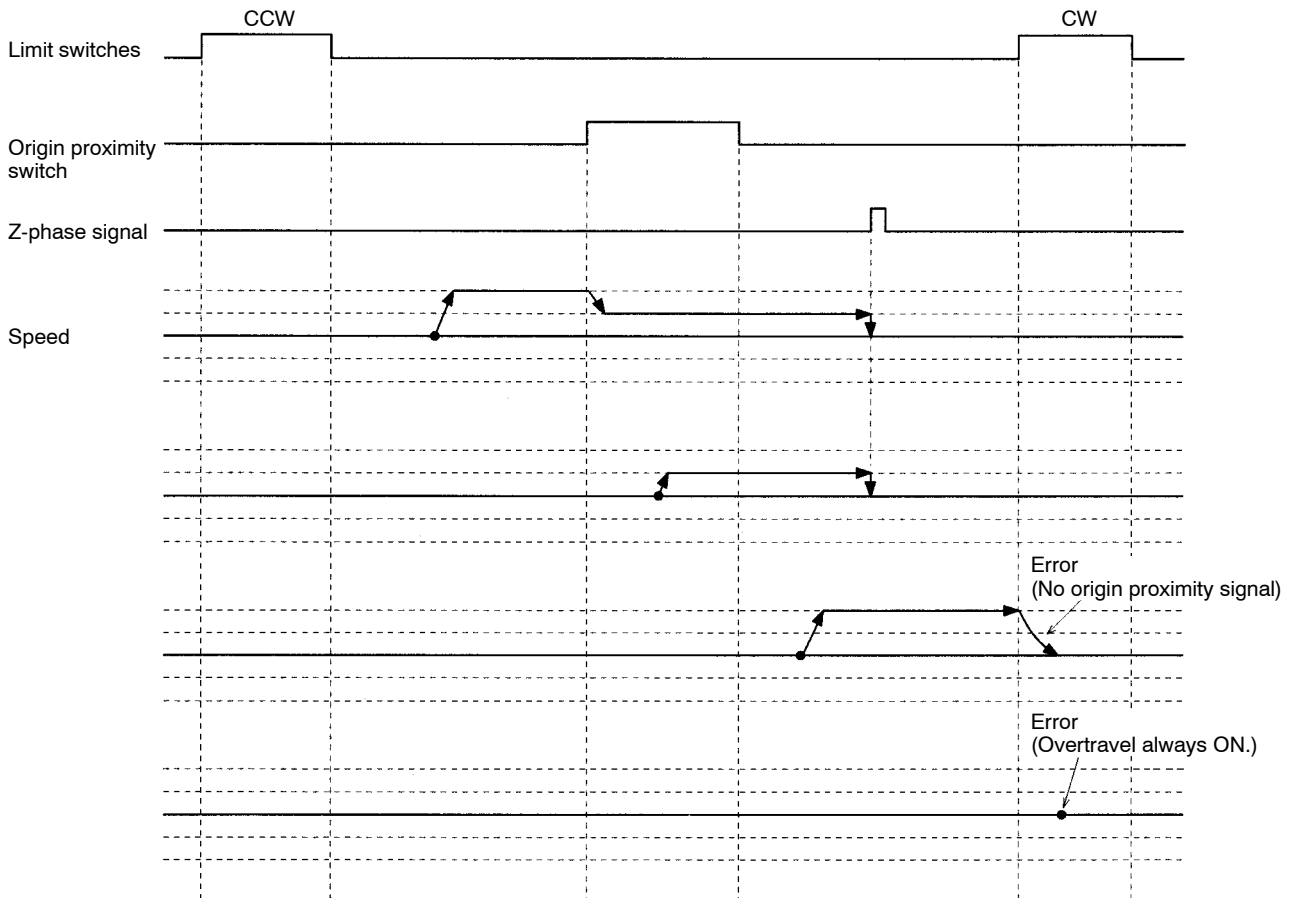 CCW
CW
Limit switches
Origin proximity
switch
Z-phase signal
Speed
Error
(No origin proximity signal)
Error
(Overtravel always ON.)